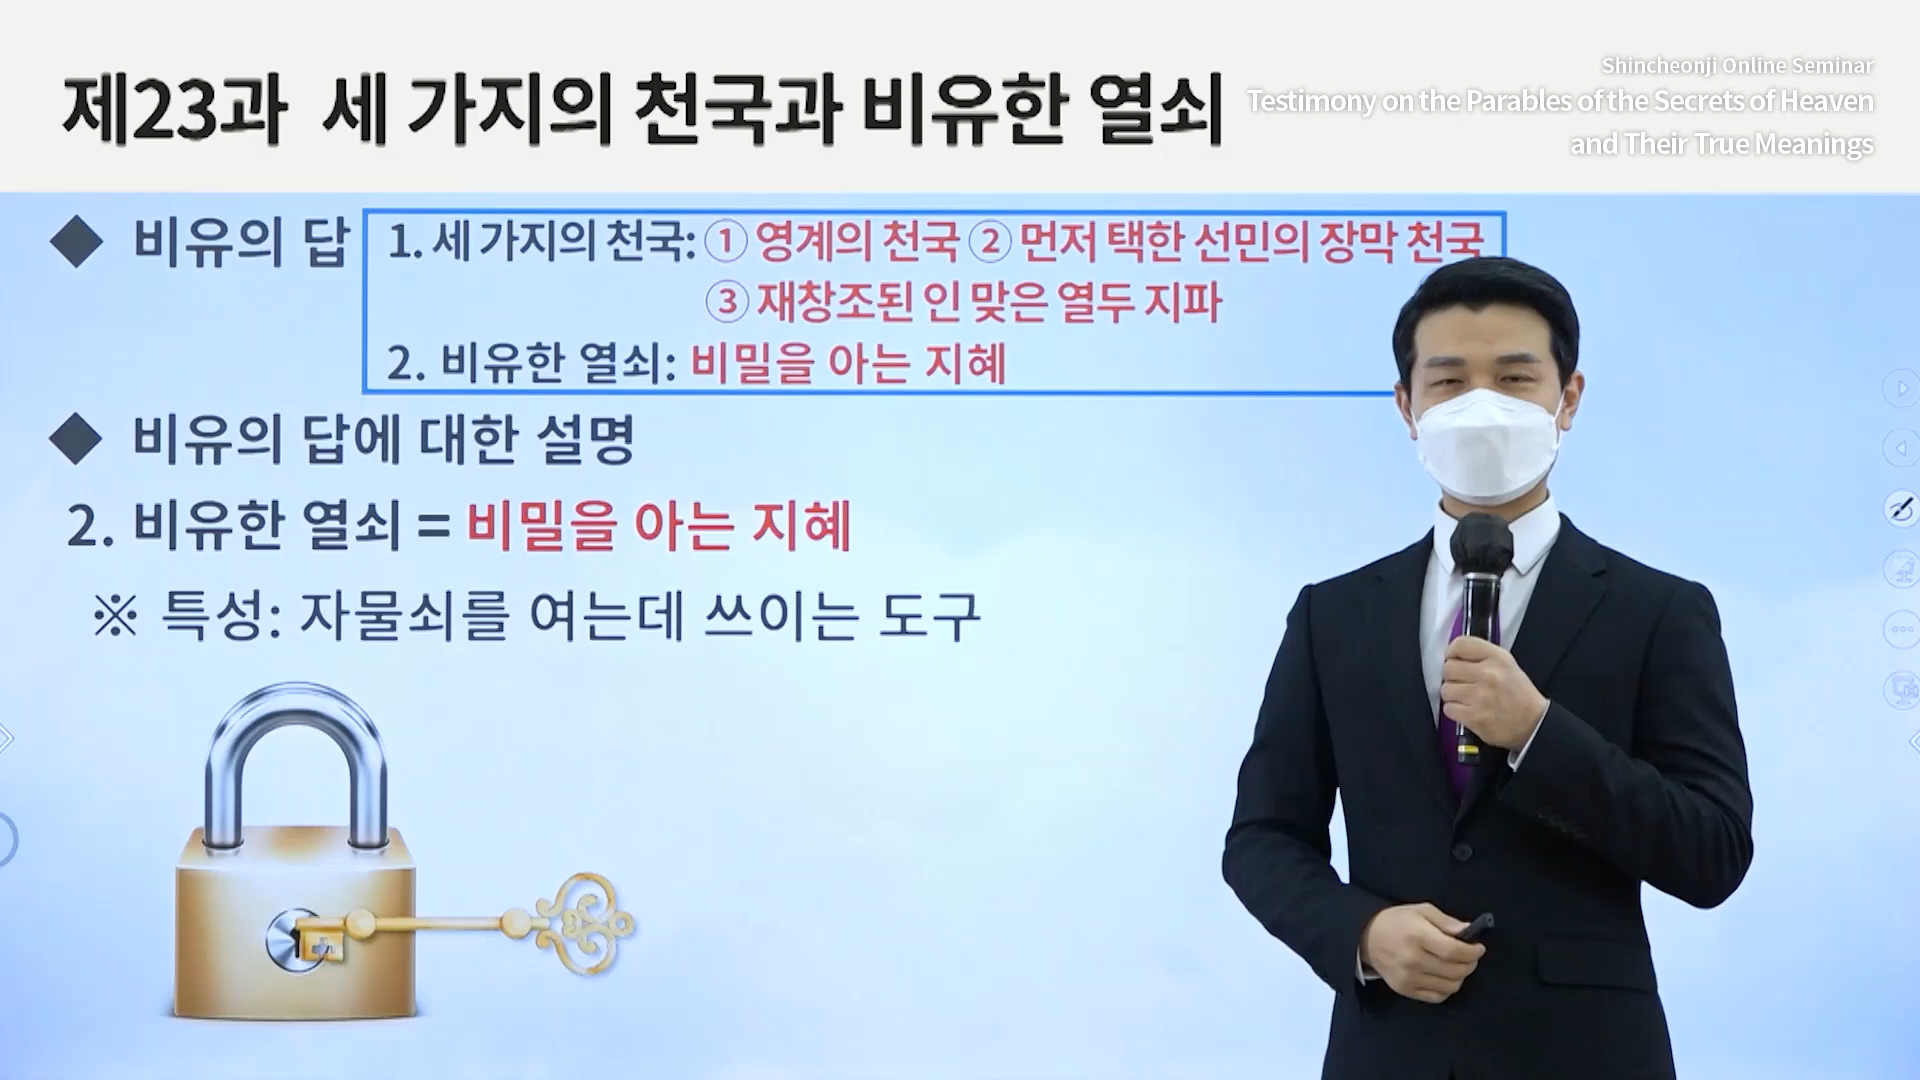 제23과 세 가지의 천국과 비유한 열쇠
Shincheonji Online Seminar
Testimony on the Parables of the Secrets of Heaven
and Their True Meanings
◆ 비유의 답
1. 세 가지의 천국: ① 영계의 천국 ② 먼저 택한 선민의 장막 천국
③ 재창조된 인 맞은 열두 지파
2. 비유한 열쇠: 비밀을 아는 지혜
◆ 비유의 답에 대한 설명
2. 비유한 열쇠 = 비밀을 아는 지혜
※ 특성: 자물쇠를 여는데 쓰이는 도구